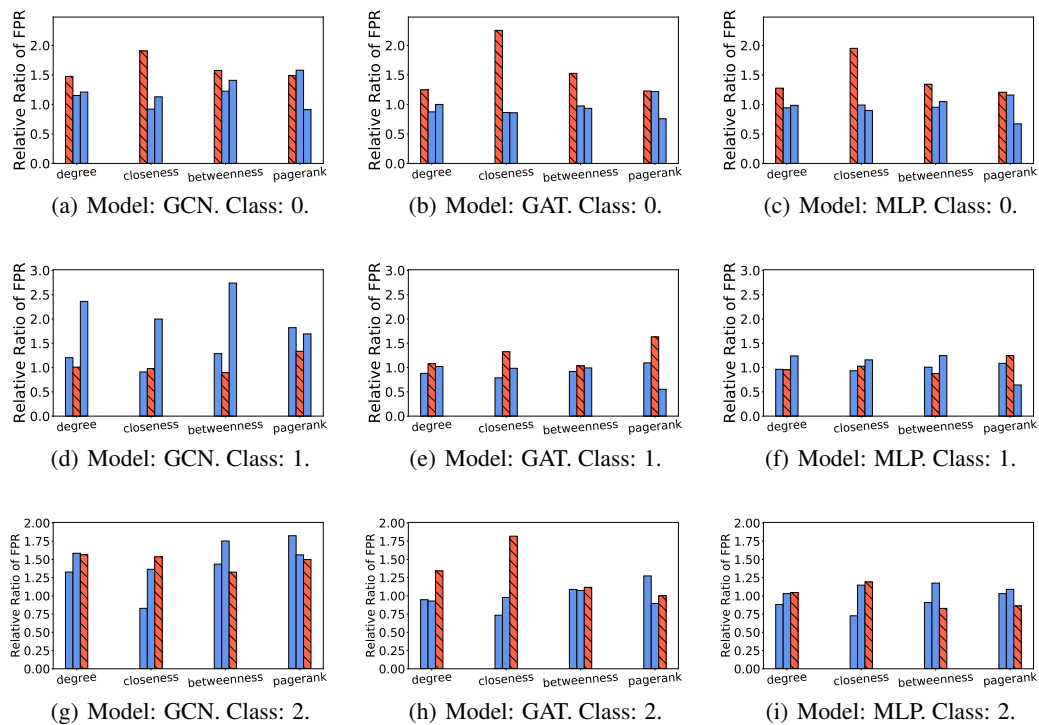 Relative Ratio of FPR
2.0
1.5
1.0
0.5
0.0
degree closeness betweenness pagerank
(a) Model: GCN. Class: 0.
Relative Ratio of FPR
2.0
1.5
1.0
0.5
0.0
degree closeness betweenness pagerank
(b) Model: GAT. Class: 0.
Relative Ratio of FPR
2.0
1.5
1.0
0.5
0.0
degree closeness betweenness pagerank
(c) Model: MLP. Class: 0.
Relative Ratio of FPR
3.0
2.5
2.0
1.5
1.0
0.5
0.0
degree closeness betweenness pagerank
(d) Model: GCN. Class: 1.
Relative Ratio of FPR
3.0
2.5
2.0
1.5
1.0
0.5
0.0
degree closeness betweenness pagerank
(e) Model: GAT. Class: 1.
Relative Ratio of FPR
3.0
2.5
2.0
1.5
1.0
0.5
0.0
degree closeness betweenness pagerank
(f) Model: MLP. Class: 1.
Relative Ratio of FPR
2.00
1.75
1.50
1.25
1.00
0.75
0.50
0.25
0.00
degree closeness betweenness pagerank
(g) Model: GCN. Class: 2.
Relative Ratio of FPR
2.00
1.75
1.50
1.25
1.00
0.75
0.50
0.25
0.00
degree closeness betweenness pagerank
(h) Model: GAT. Class: 2.
Relative Ratio of FPR
2.00
1.75
1.50
1.25
1.00
0.75
0.50
0.25
0.00
degree closeness betweenness pagerank
(i) Model: MLP. Class: 2.